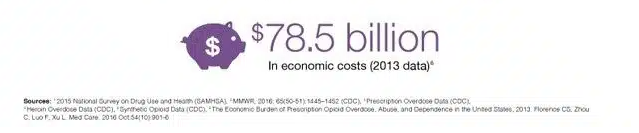 $
$78.5 billion
In economic costs (2013 data)⁶
Sources: ¹2015 National Survey on Drug Use and Health (SAMHSA), ²MMWR, 2016; 65(50-51);1445–1452 (CDC), ³Prescription Overdose Data (CDC),
⁴Heroin Overdose Data (CDC), ⁵Synthetic Opioid Data (CDC), ⁶The Economic Burden of Prescription Opioid Overdose, Abuse, and Dependence in the United States, 2013. Florence CS, Zhou
C, Luo F, Xu L. Med Care. 2016 Oct;54(10):901-6